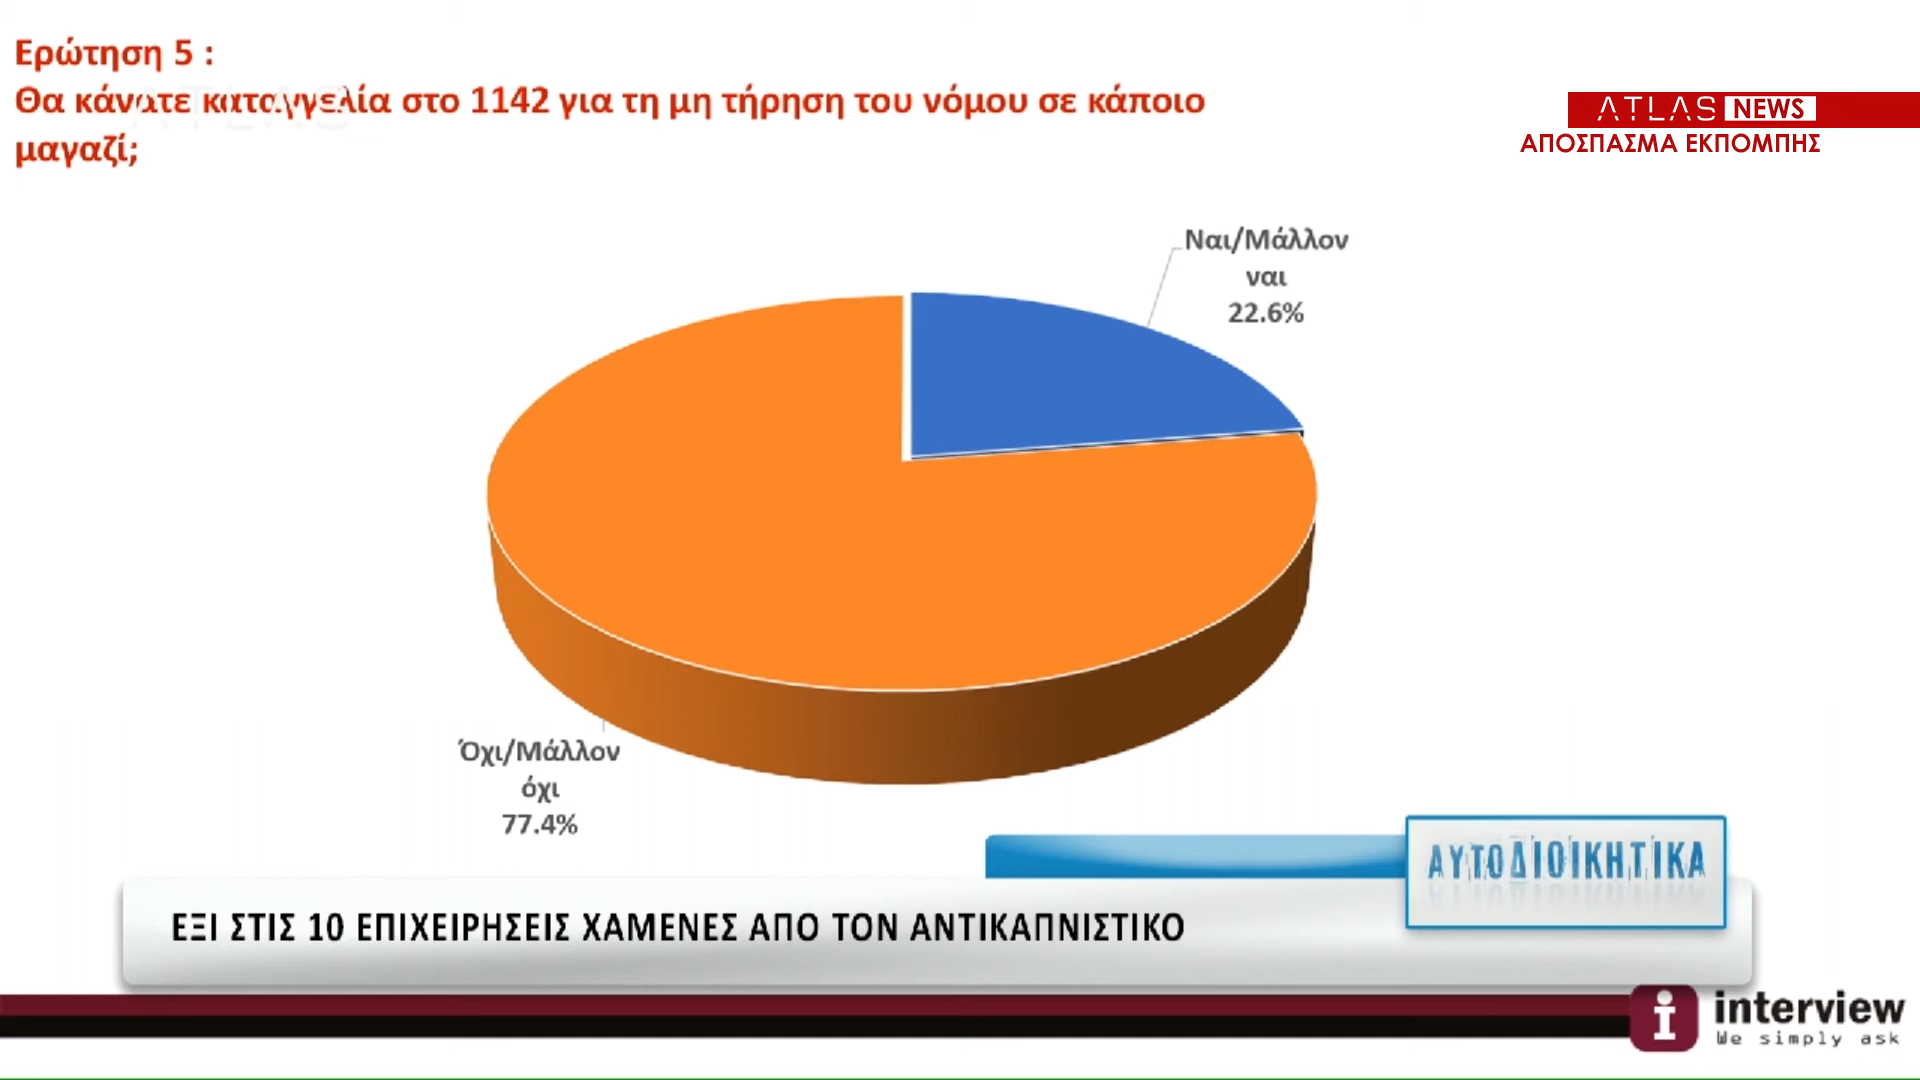 Ερώτηση 5 :
Θα κάνατε καταγγελία στο 1142 για τη μη τήρηση του νόμου σε κάποιο
μαγαζί;
ATLAS
ATLAS NEWS
ΑΠΟΣΠΑΣΜΑ ΕΚΠΟΜΠΗΣ
Ναι/Μάλλον
ναι
22.6%
Όχι/Μάλλον
όχι
77.4%
ΑΥΤΟΔΙΟΙΚΗΤΙΚΑ
ΕΞΙ ΣΤΙΣ 10 ΕΠΙΧΕΙΡΗΣΕΙΣ ΧΑΜΕΝΕΣ ΑΠΟ ΤΟΝ ΑΝΤΙΚΑΠΝΙΣΤΙΚΟ
interview
We simply ask